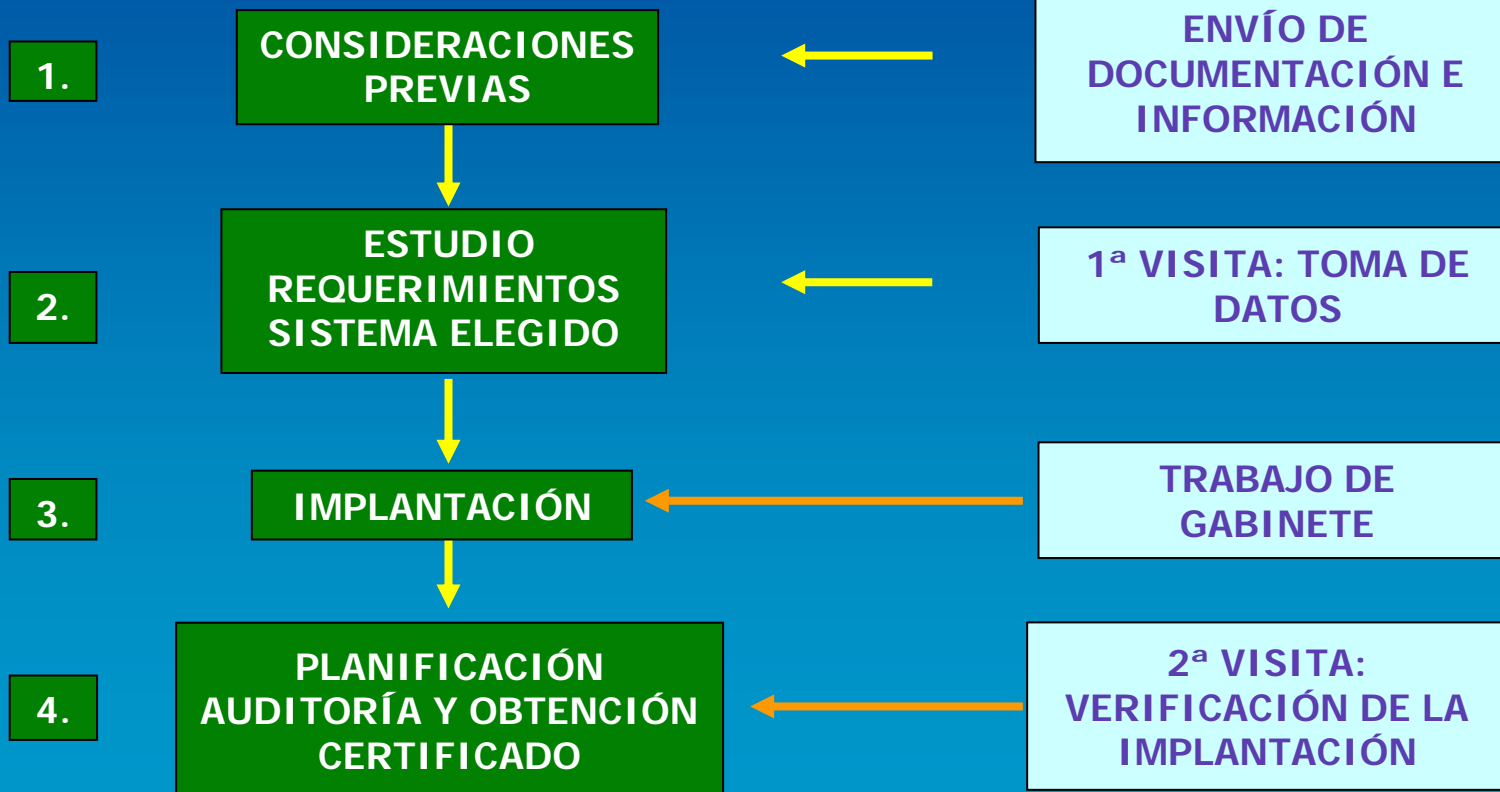 1.
CONSIDERACIONES
PREVIAS
ENVÍO DE
DOCUMENTACIÓN E
INFORMACIÓN
2.
ESTUDIO
REQUERIMIENTOS
SISTEMA ELEGIDO
1ª VISITA: TOMA DE
DATOS
3.
IMPLANTACIÓN
TRABAJO DE
GABINETE
4.
PLANIFICACIÓN
AUDITORÍA Y OBTENCIÓN
CERTIFICADO
2ª VISITA:
VERIFICACIÓN DE LA
IMPLANTACIÓN